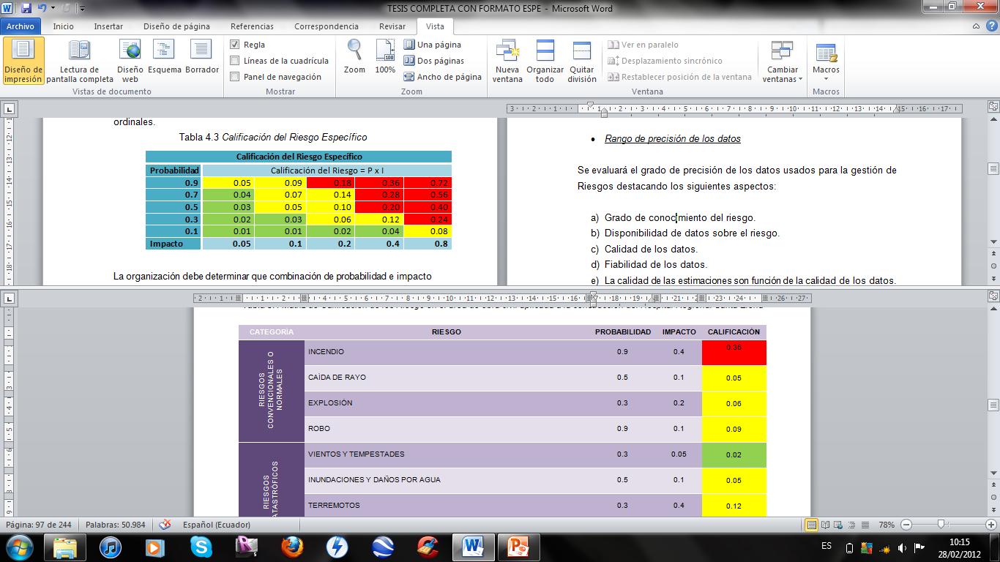 TESIS COMPLETA CON FORMATO ESPE - Microsoft Word
Archivo Inicio Insertar Diseño de página Referencias Correspondencia Revisar Vista
Diseño de impresión
Lectura de pantalla completa
Diseño web
Esquema
Borrador
Vistas de documento
Regla
Líneas de la cuadrícula
Panel de navegación
Mostrar
Zoom
100%
Una página
Dos páginas
Ancho de página
Zoom
Nueva ventana
Organizar todo
Quitar división
Ver en paralelo
Desplazamiento sincrónico
Restablecer posición de la ventana
Ventana
Cambiar ventanas
Macros
Macros
ordinales.
Tabla 4.3 Calificación del Riesgo Específico
Calificación del Riesgo Específico
Probabilidad Calificación del Riesgo = P x I
0.9 0.05 0.09 0.18 0.36 0.72
0.7 0.04 0.07 0.14 0.28 0.56
0.5 0.03 0.05 0.10 0.20 0.40
0.3 0.02 0.03 0.06 0.12 0.24
0.1 0.01 0.01 0.02 0.04 0.08
Impacto 0.05 0.1 0.2 0.4 0.8
La organización debe determinar que combinación de probabilidad e impacto
• Rango de precisión de los datos
Se evaluará el grado de precisión de los datos usados para la gestión de
Riesgos destacando los siguientes aspectos:
a) Grado de conocimiento del riesgo.
b) Disponibilidad de datos sobre el riesgo.
c) Calidad de los datos.
d) Fiabilidad de los datos.
e) La calidad de las estimaciones son función de la calidad de los datos.
CATEGORÍA RIESGO PROBABILIDAD IMPACTO CALIFICACIÓN
RIESGOS CONVENCIONALES O NORMALES
INCENDIO 0.9 0.4 0.36
CAÍDA DE RAYO 0.5 0.1 0.05
EXPLOSIÓN 0.3 0.2 0.06
ROBO 0.9 0.1 0.09
RIESGOS ATASTRÓFICOS
VIENTOS Y TEMPESTADES 0.3 0.05 0.02
INUNDACIONES Y DAÑOS POR AGUA 0.5 0.1 0.05
TERREMOTOS 0.3 0.4 0.12
Página: 97 de 244 Palabras: 50.984 Español (Ecuador) 78%
ES 10:15
28/02/2012